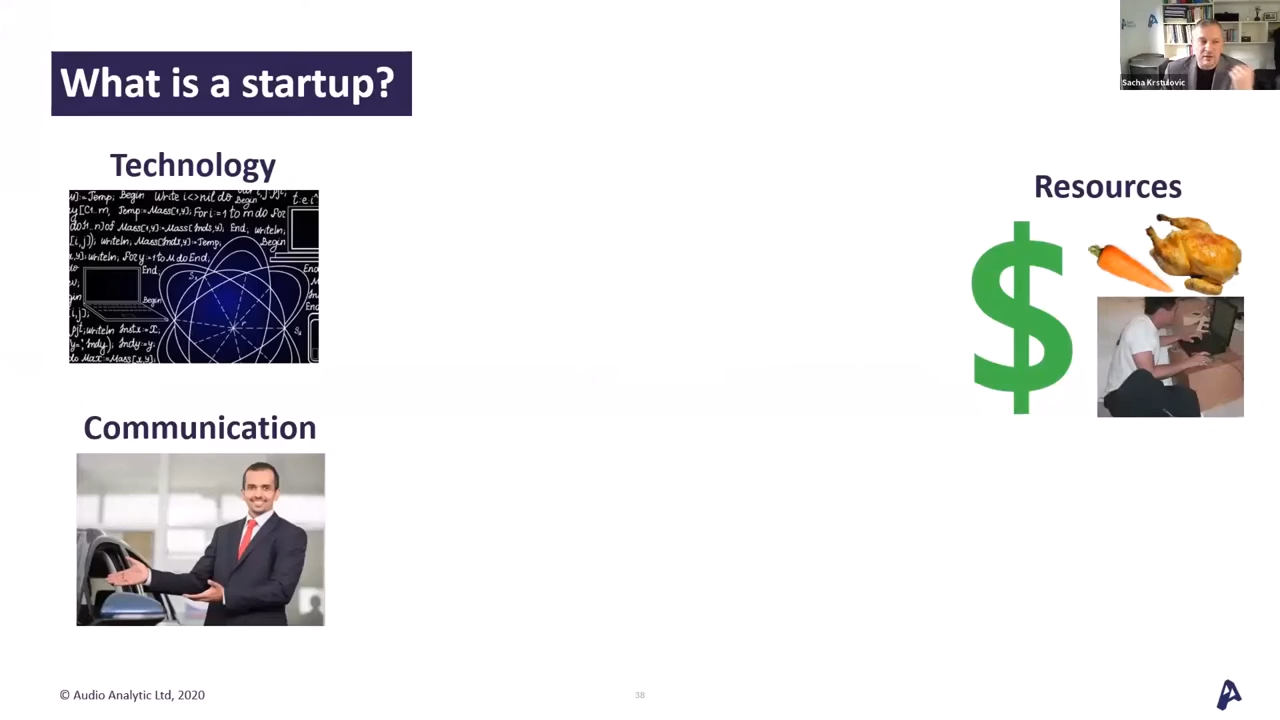 What is a startup?
Sacha Krstulovic
Technology
Resources
Communication
© Audio Analytic Ltd, 2020
38